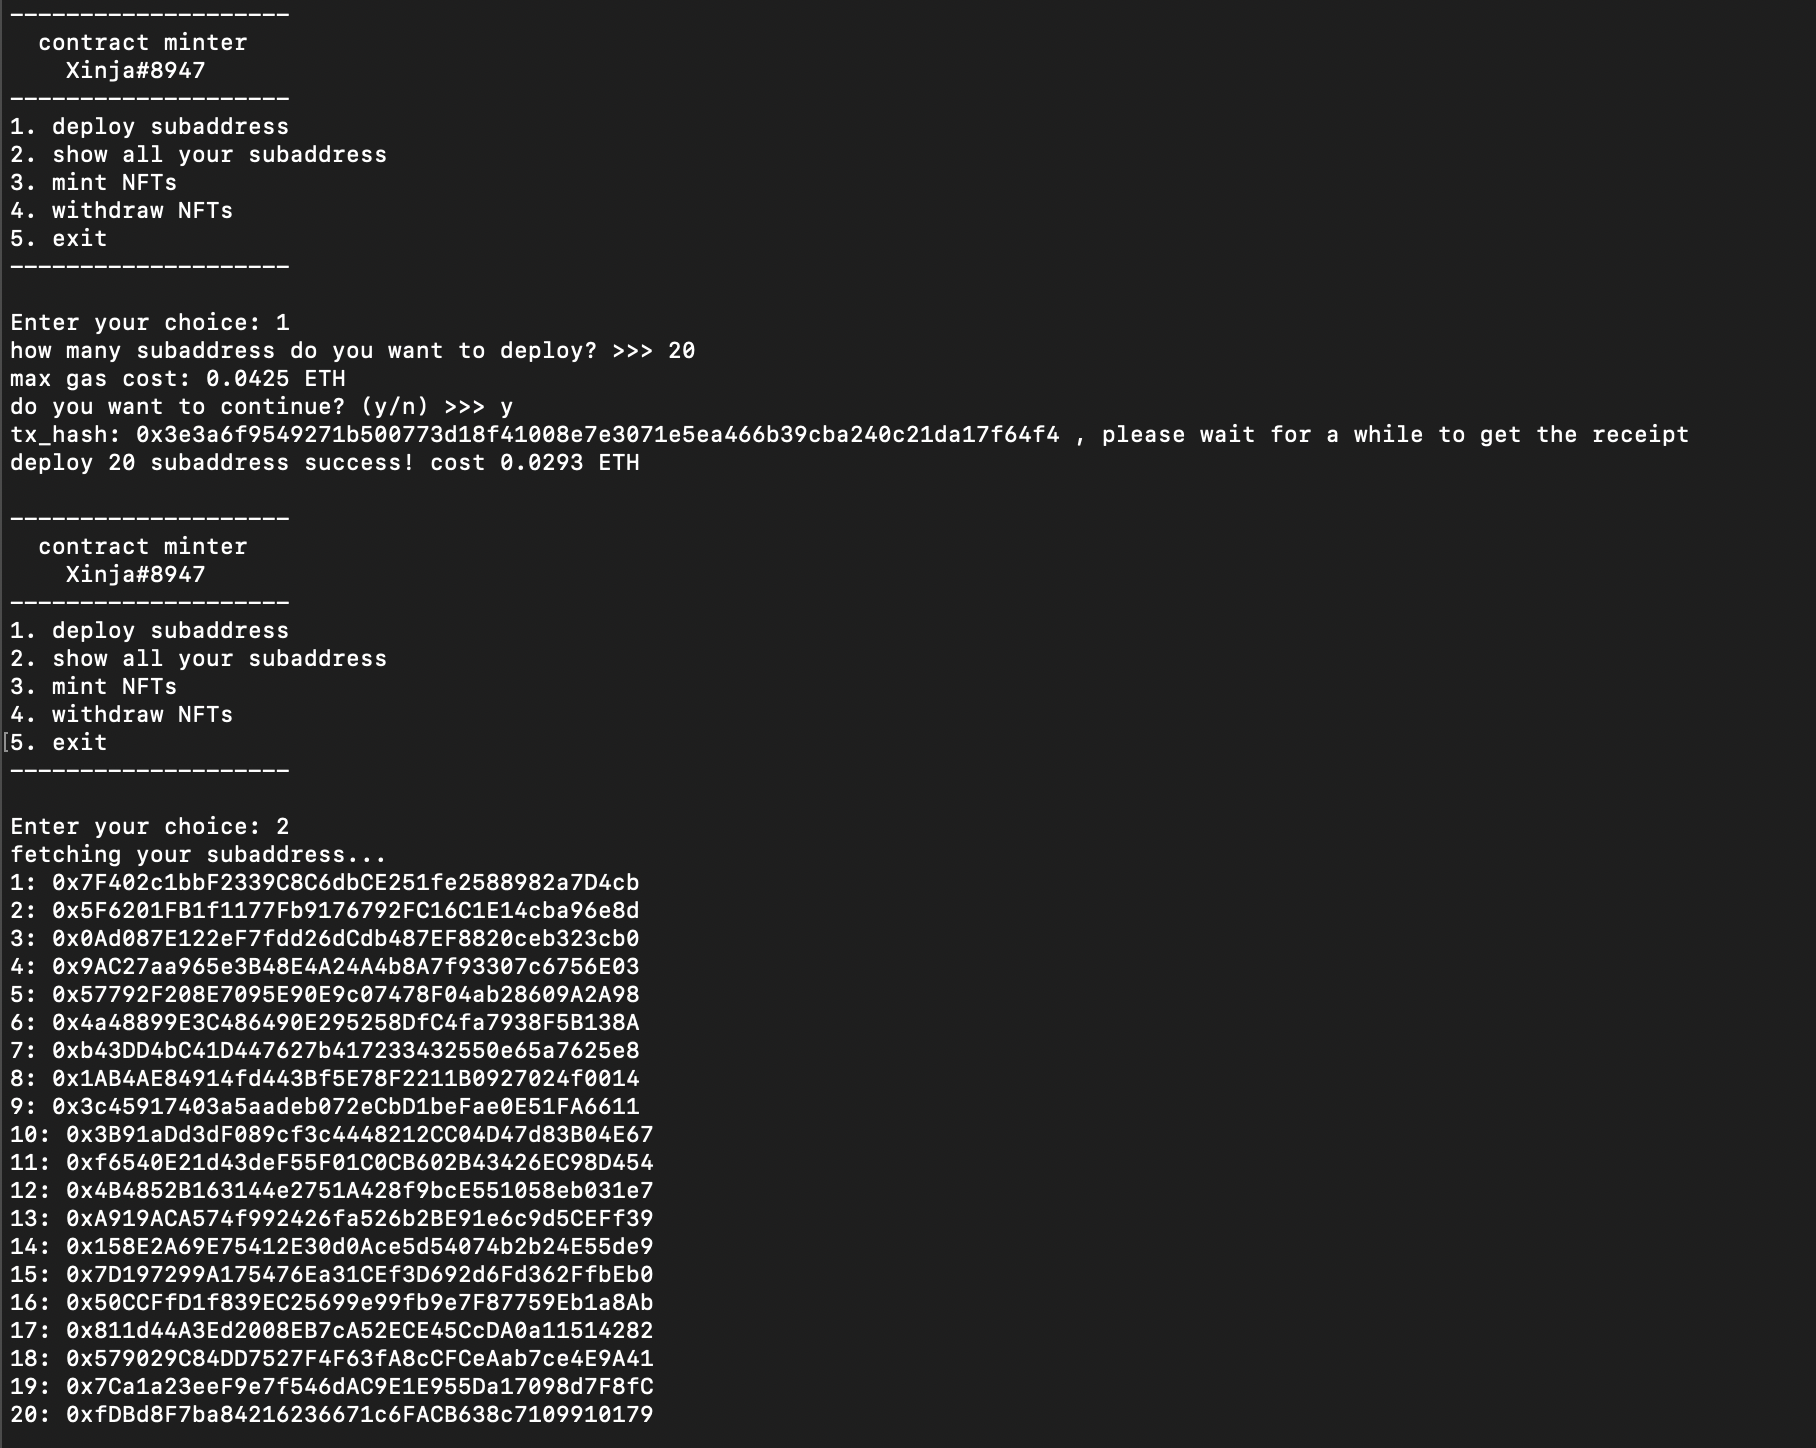 --------------------
contract minter
Xinja#8947
--------------------
1. deploy subaddress
2. show all your subaddress
3. mint NFTs
4. withdraw NFTs
5. exit
--------------------
Enter your choice: 1
how many subaddress do you want to deploy? >>> 20
max gas cost: 0.0425 ETH
do you want to continue? (y/n) >>> y
tx_hash: 0x3e3a6f9549271b500773d18f41008e7e3071e5ea466b39cba240c21da17f64f4 , please wait for a while to get the receipt
deploy 20 subaddress success! cost 0.0293 ETH
--------------------
contract minter
Xinja#8947
--------------------
1. deploy subaddress
2. show all your subaddress
3. mint NFTs
4. withdraw NFTs
[5. exit
--------------------
Enter your choice: 2
fetching your subaddress...
1: 0x7F402c1bbF2339C8C6dbCE251fe2588982a7D4cb
2: 0x5F6201FB1f1177Fb9176792FC16C1E14cba96e8d
3: 0x0Ad087E122eF7fdd26dCdb487EF8820ceb323cb0
4: 0x9AC27aa965e3B48E4A24A4b8A7f93307c6756E03
5: 0x57792F208E7095E90E9c07478F04ab28609A2A98
6: 0x4a48899E3C486490E295258DfC4fa7938F5B138A
7: 0xb43DD4bC41D447627b417233432550e65a7625e8
8: 0x1AB4AE84914fd443Bf5E78F2211B0927024f0014
9: 0x3c45917403a5aadeb072eCbD1beFae0E51FA6611
10: 0x3B91aDd3dF089cf3c4448212CC04D47d83B04E67
11: 0xf6540E21d43deF55F01C0CB602B43426EC98D454
12: 0x4B4852B163144e2751A428f9bcE551058eb031e7
13: 0xA919ACA574f992426fa526b2BE91e6c9d5CEFf39
14: 0x158E2A69E75412E30d0Ace5d54074b2b24E55de9
15: 0x7D197299A175476Ea31CEf3D692d6Fd362FfbEb0
16: 0x50CCFfD1f839EC25699e99fb9e7F87759Eb1a8Ab
17: 0x811d44A3Ed2008EB7cA52ECE45CcDA0a11514282
18: 0x579029C84DD7527F4F63fA8cCFCeAab7ce4E9A41
19: 0x7Ca1a23eeF9e7f546dAC9E1E955Da17098d7F8fC
20: 0xfDBd8F7ba84216236671c6FACB638c7109910179